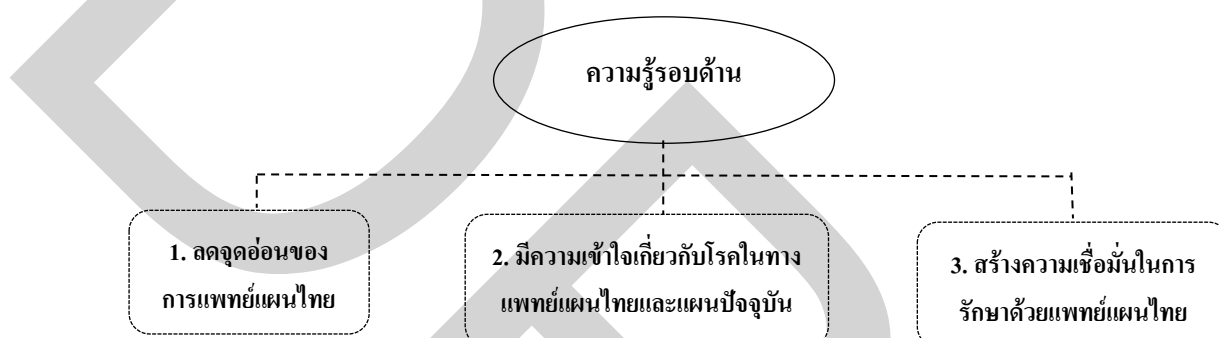 ความรู้รอบด้าน
1. ลดจุดอ่อนของ
การแพทย์แผนไทย
2. มีความเข้าใจเกี่ยวกับโรคในทาง
แพทย์แผนไทยและแผนปัจจุบัน
3. สร้างความเชื่อมั่นในการ
รักษาด้วยแพทย์แผนไทย